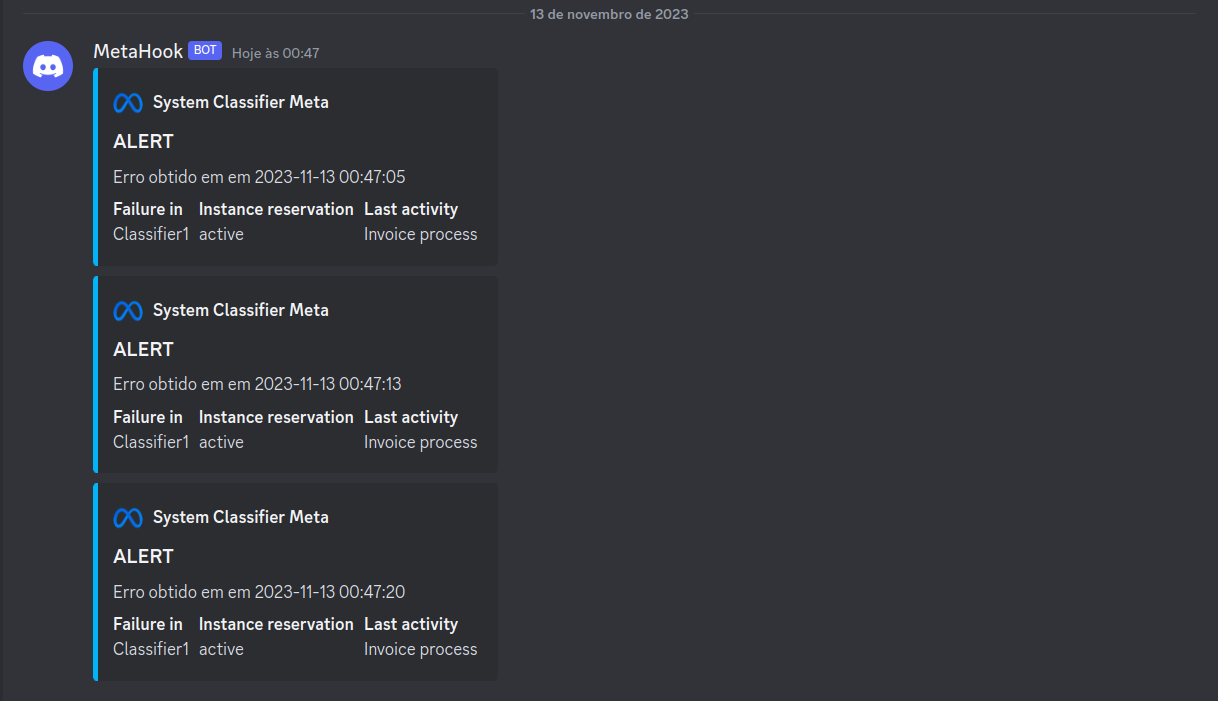 13 de novembro de 2023
MetaHook BOT Hoje às 00:47
System Classifier Meta
ALERT
Erro obtido em em 2023-11-13 00:47:05
Failure in Instance reservation Last activity
Classifier1 active Invoice process
System Classifier Meta
ALERT
Erro obtido em em 2023-11-13 00:47:13
Failure in Instance reservation Last activity
Classifier1 active Invoice process
System Classifier Meta
ALERT
Erro obtido em em 2023-11-13 00:47:20
Failure in Instance reservation Last activity
Classifier1 active Invoice process